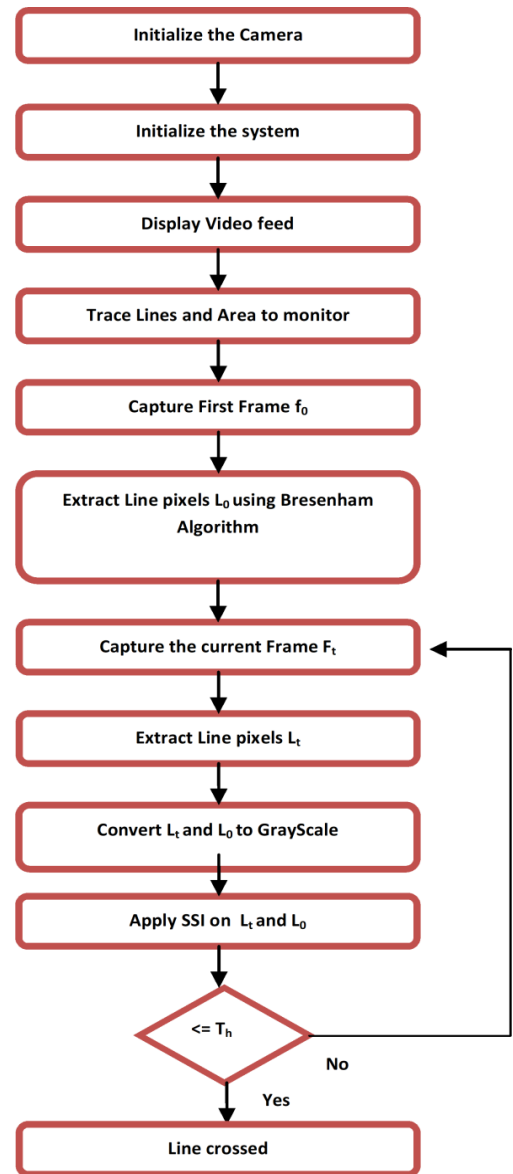 Initialize the Camera
Initialize the system
Display Video feed
Trace Lines and Area to monitor
Capture First Frame f₀
Extract Line pixels L₀ using Bresenham
Algorithm
Capture the current Frame Fₜ
Extract Line pixels Lₜ
Convert Lₜ and L₀ to GrayScale
Apply SSI on Lₜ and L₀
<= Tₕ
No
Yes
Line crossed